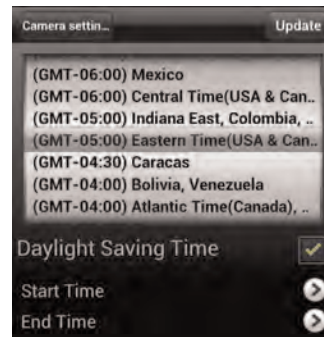 Camera settin...
Update
(GMT-06:00) Mexico
(GMT-06:00) Central Time(USA & Can..
(GMT-05:00) Indiana East, Colombia, ..
(GMT-05:00) Eastern Time(USA & Can..
(GMT-04:30) Caracas
(GMT-04:00) Bolivia, Venezuela
(GMT-04:00) Atlantic Time(Canada), ..
Daylight Saving Time
Start Time
End Time